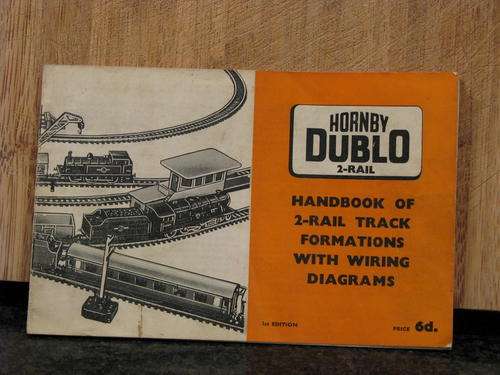 HORNBY
DUBLO
2-RAIL
HANDBOOK OF
2-RAIL TRACK
FORMATIONS
WITH WIRING
DIAGRAMS
1st EDITION
PRICE 6d.